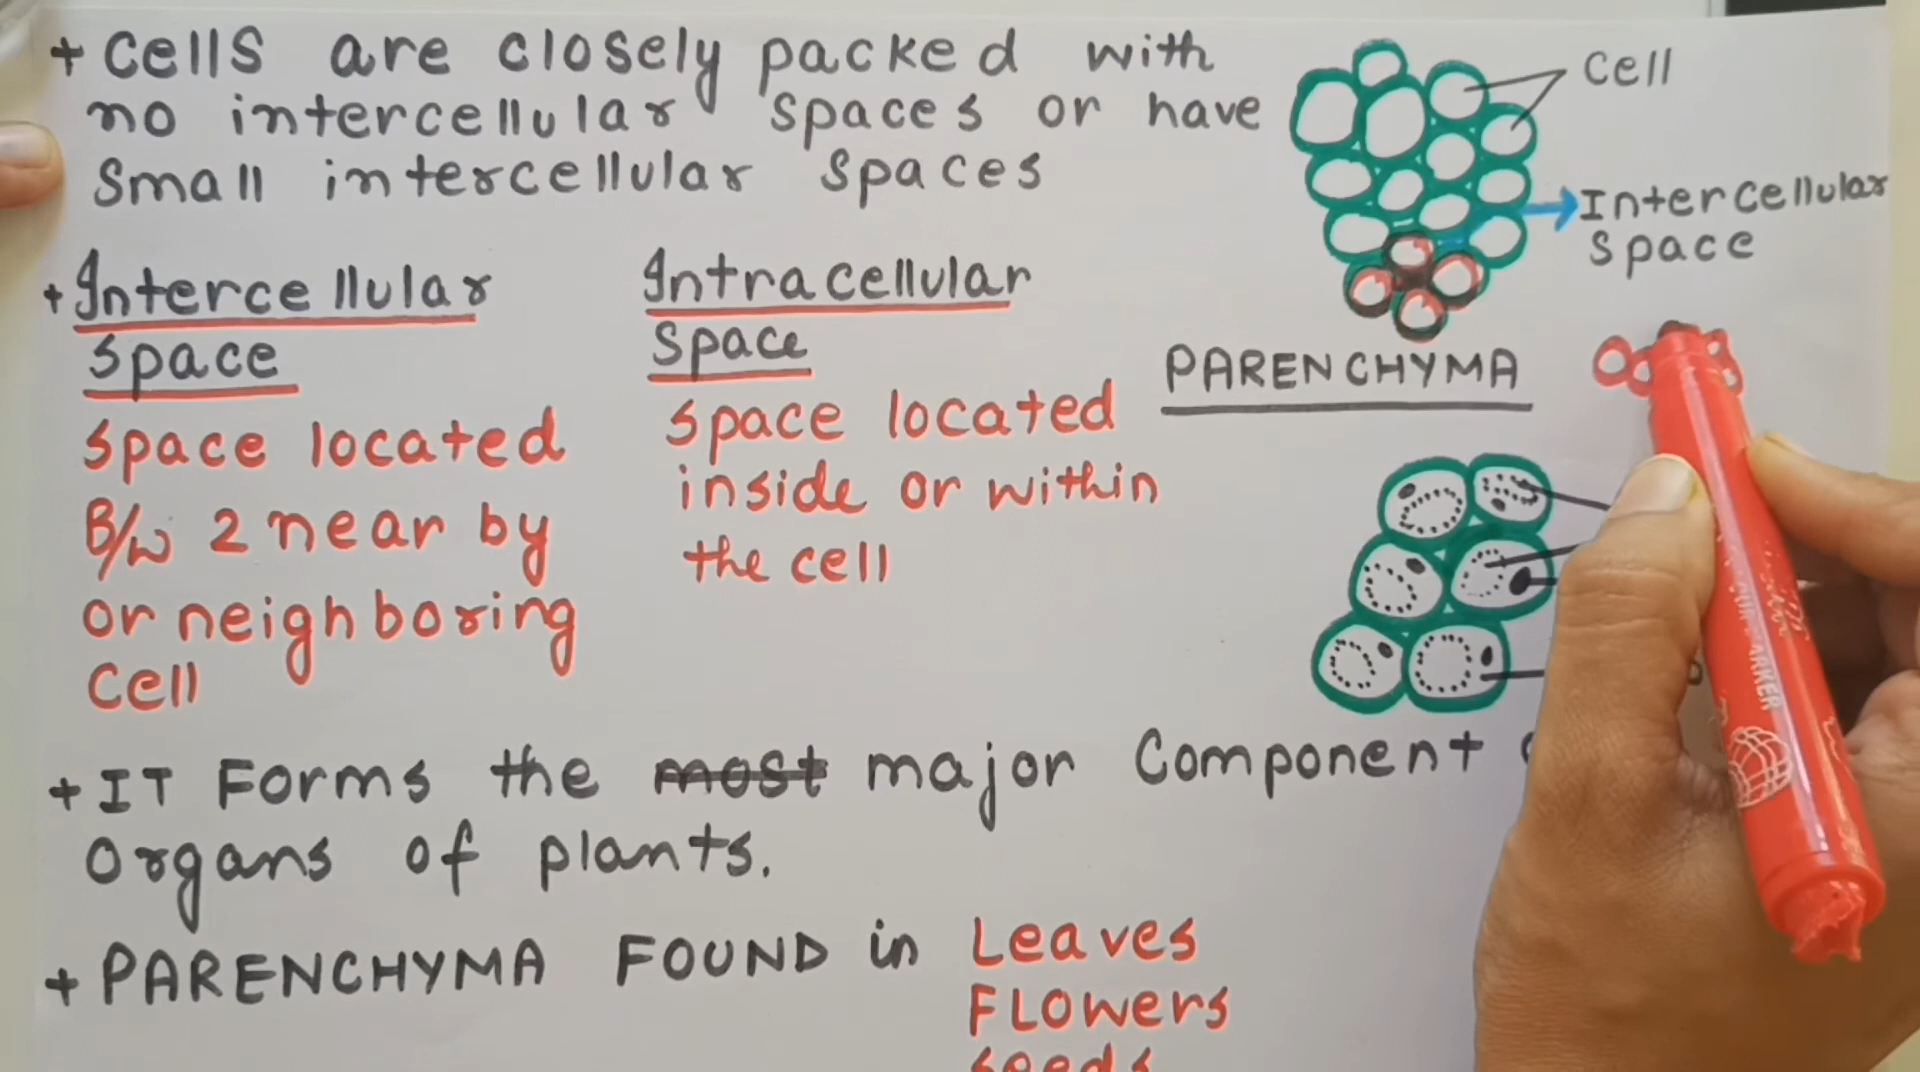 + Cells are closely packed with
no intercellular spaces or have
small intercellular spaces
+ Intercellular
Space
Space located
B/w 2 near by
or neighboring
Cell
Intracellular
Space
Space located
inside or within
the cell
Cell
Intercellular
Space
PARENCHYMA
+ IT Forms the most major Component
Organs of plants.
+ PARENCHYMA FOUND in Leaves
FLowers
Seeds